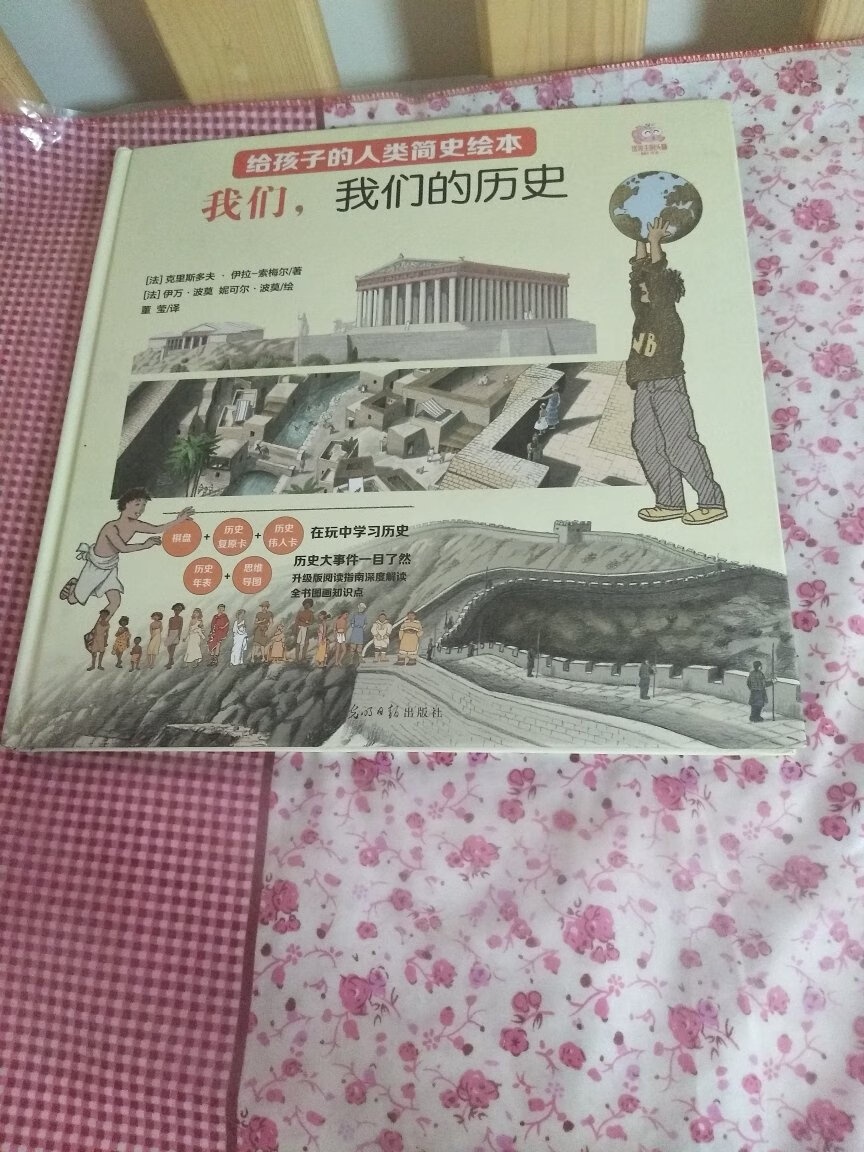 给孩子的人类简史绘本
我们，我们的历史
[法] 克里斯多夫·伊拉-索梅尔/著
[法] 伊万·波莫 妮可尔·波莫/绘
董 莹/译
NB
棋盘 + 历史复原卡 + 历史伟人卡 在玩中学习历史
历史年表 + 思维导图 历史大事件一目了然
升级版阅读指南深度解读
全书图画知识点
光明日报出版社